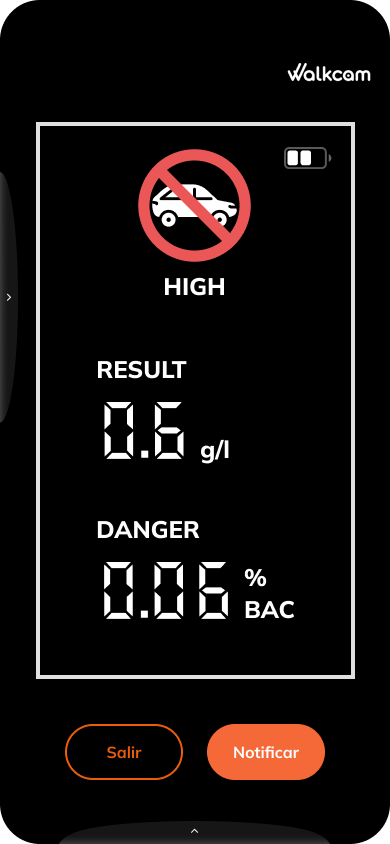 Walkcam
HIGH
RESULT
0.6 g/l
DANGER
0.06 %
BAC
Salir
Notificar